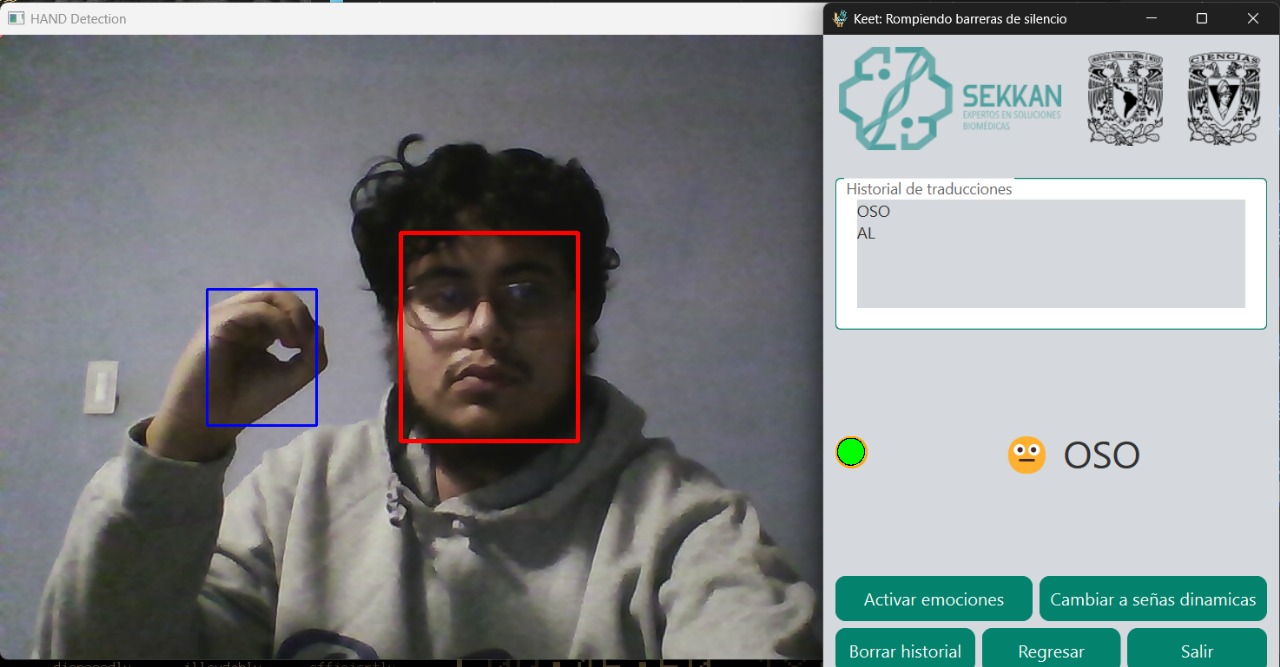 HAND Detection
Keet: Rompiendo barreras de silencio
SEKKAN
EXPERTOS EN SOLUCIONES
BIOMÉDICAS
CIENCIAS
Historial de traducciones
OSO
AL
OSO
Activar emociones
Cambiar a señas dinamicas
Borrar historial
Regresar
Salir